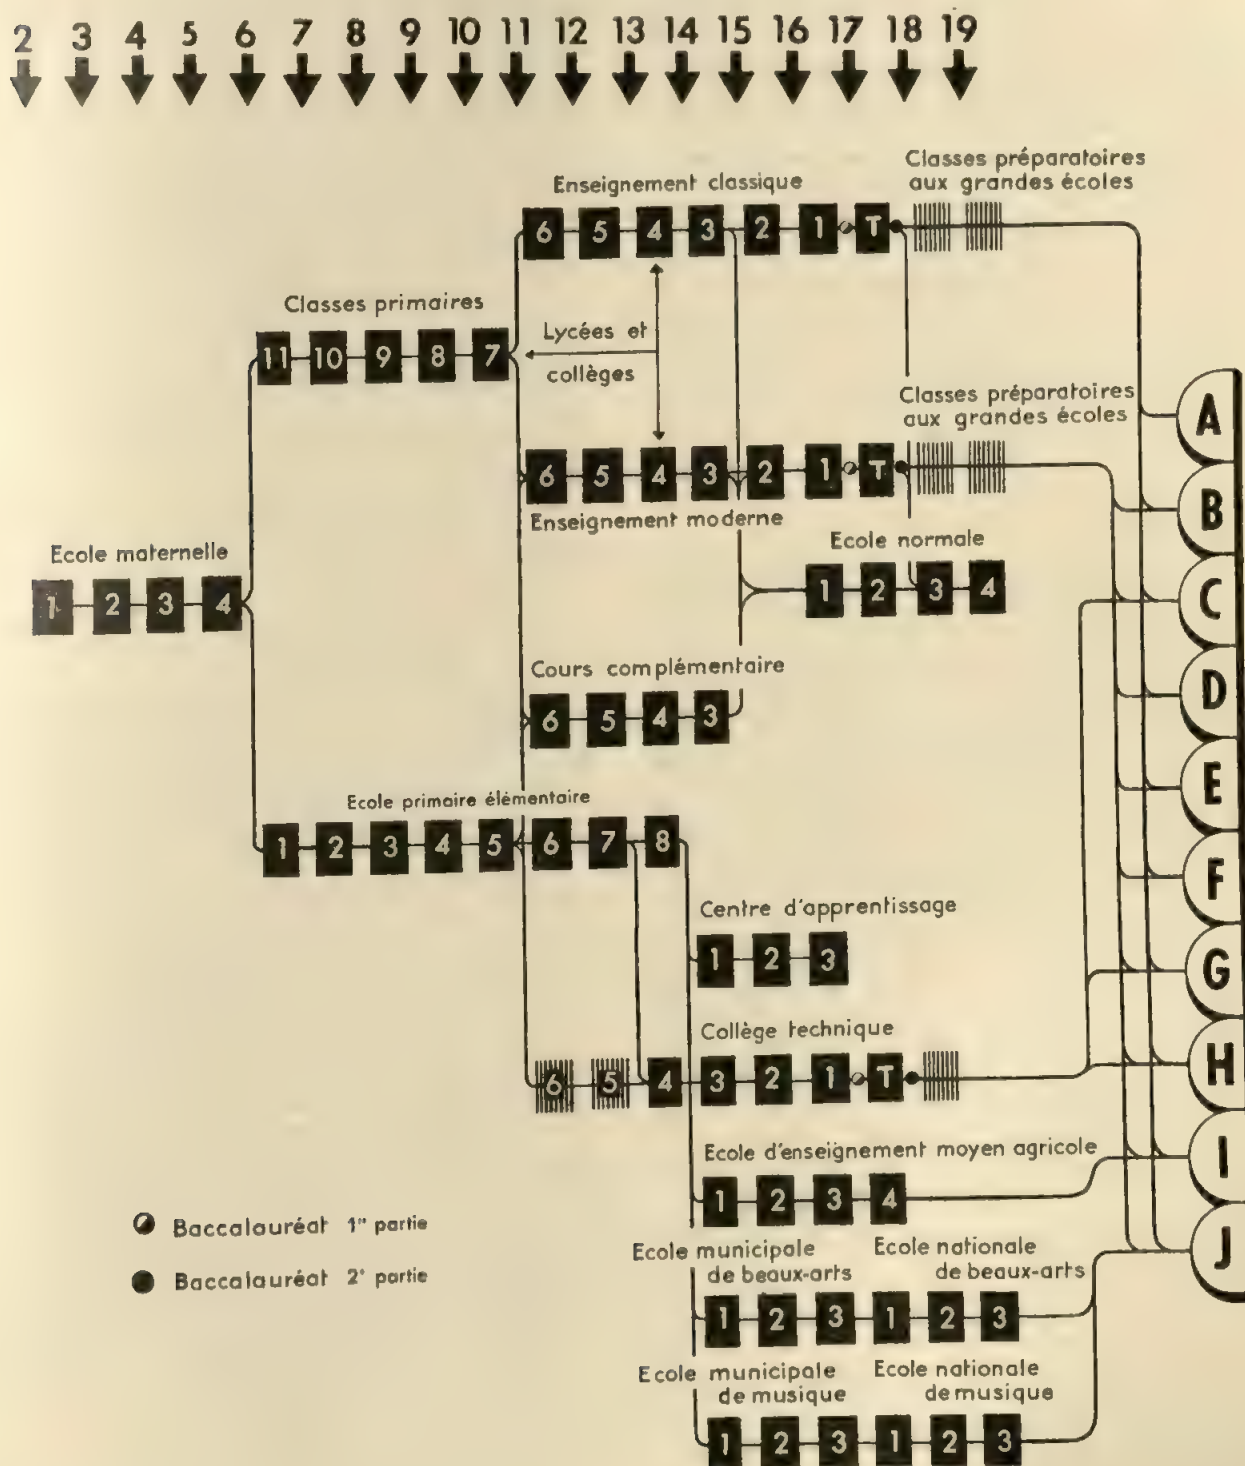 2 3 4 5 6 7 8 9 10 11 12 13 14 15 16 17 18 19
Classes préparatoires
aux grandes écoles
Enseignement classique
6 5 4 3 2 1 T
Classes primaires
11 10 9 8 7
Lycées et
collèges
Classes préparatoires
aux grandes écoles
A
6 5 4 3 2 1 T
Enseignement moderne
B
Ecole normale
1 2 3 4
Ecole maternelle
1 2 3 4
C
Cours complémentaire
6 5 4 3
D
E
Ecole primaire élémentaire
1 2 3 4 5 6 7 8
F
Centre d'apprentissage
1 2 3
G
Collège technique
6 5 4 3 2 1 T
H
Ecole d'enseignement moyen agricole
1 2 3 4
I
Baccalauréat 1re partie
Baccalauréat 2e partie
Ecole municipale
de beaux-arts
Ecole nationale
de beaux-arts
J
1 2 3 1 2 3
Ecole municipale
de musique
Ecole nationale
de musique
1 2 3 1 2 3